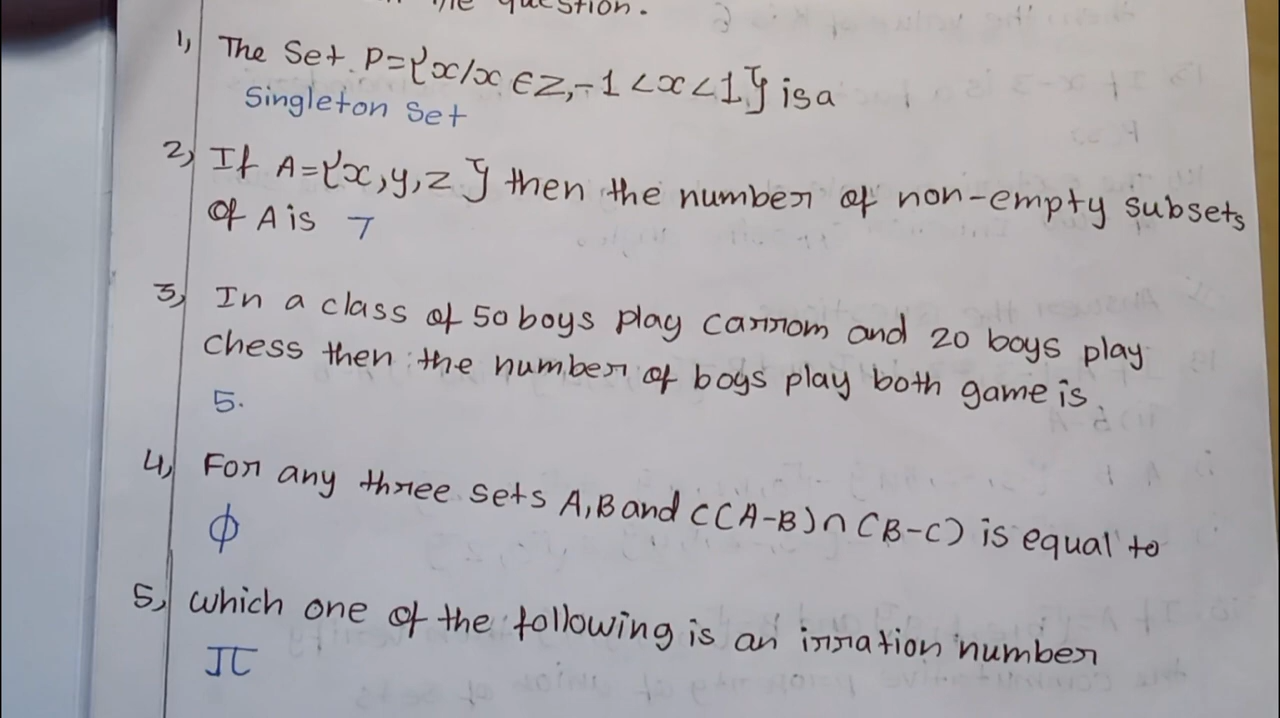 the question.
1, The Set P={x/x ∈Z,-1 <x<1} is a
Singleton Set
2, If A={x,y,z } then the number of non-empty subsets
of A is 7
3, In a class of 50 boys play carrom and 20 boys play
chess then the number of boys play both game is
5.
4, For any three sets A,B and C(A-B)∩(B-C) is equal to
ϕ
5, which one of the following is an irration number
π